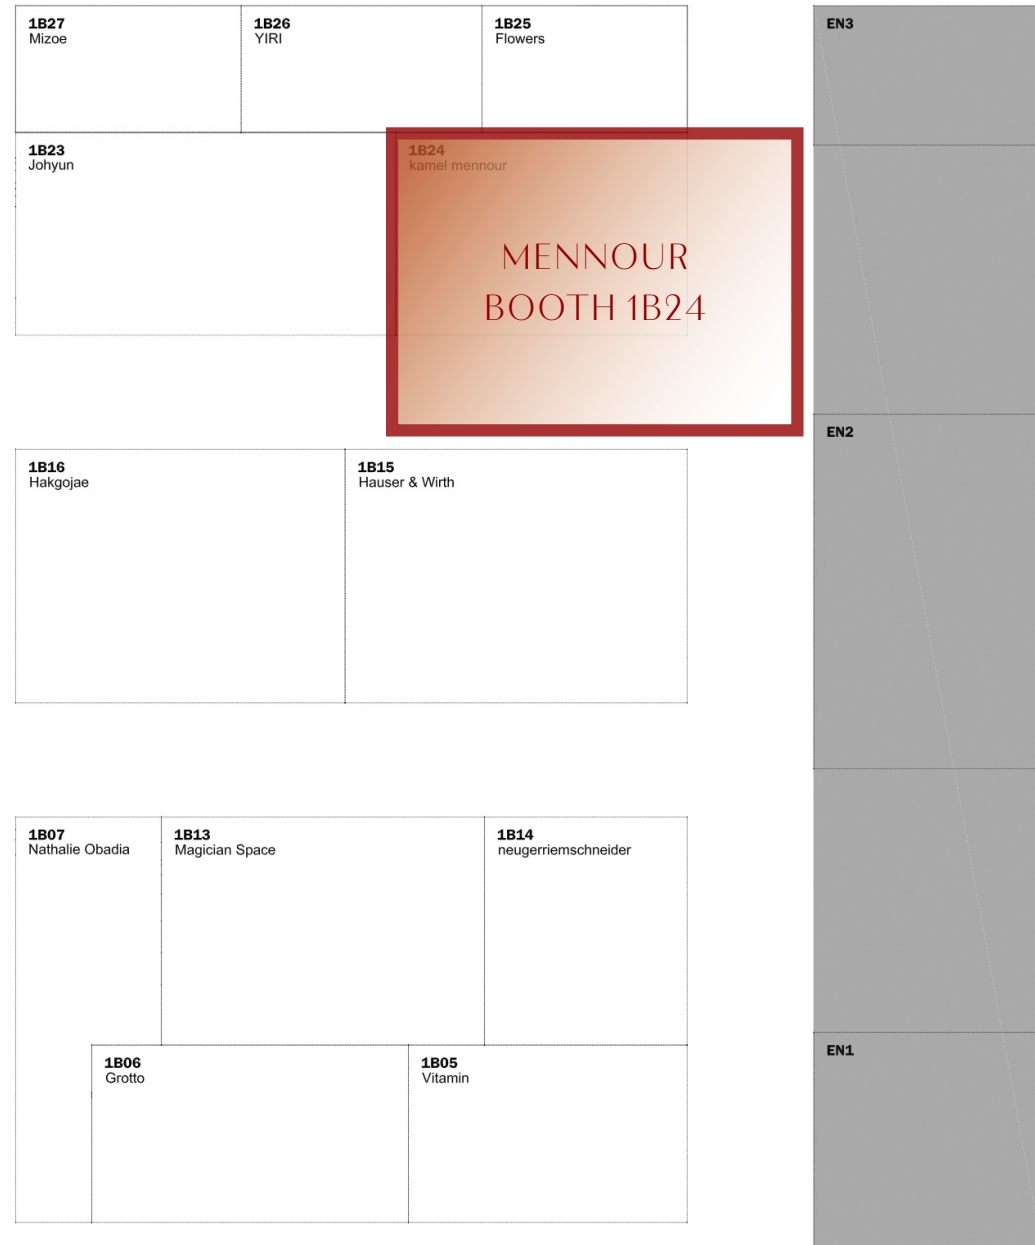 1B27
Mizoe
1B26
YIRI
1B25
Flowers
EN3
1B23
Johyun
1B24
kamel mennour
MENNOUR
BOOTH 1B24
EN2
1B16
Hakgojae
1B15
Hauser & Wirth
1B07
Nathalie Obadia
1B13
Magician Space
1B14
neugerriemschneider
EN1
1B06
Grotto
1B05
Vitamin